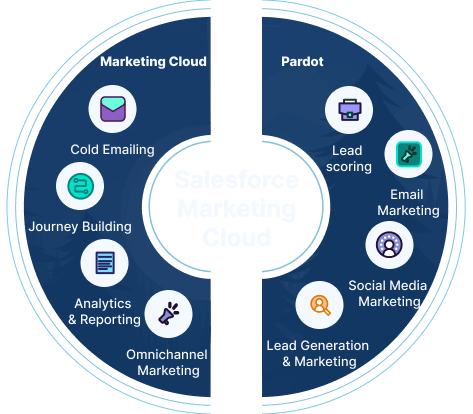 Marketing Cloud
Cold Emailing
Journey Building
Analytics
& Reporting
Omnichannel
Marketing
Salesforce
Marketing
Cloud
Pardot
Lead
scoring
Email
Marketing
Social Media
Marketing
Lead Generation
& Marketing